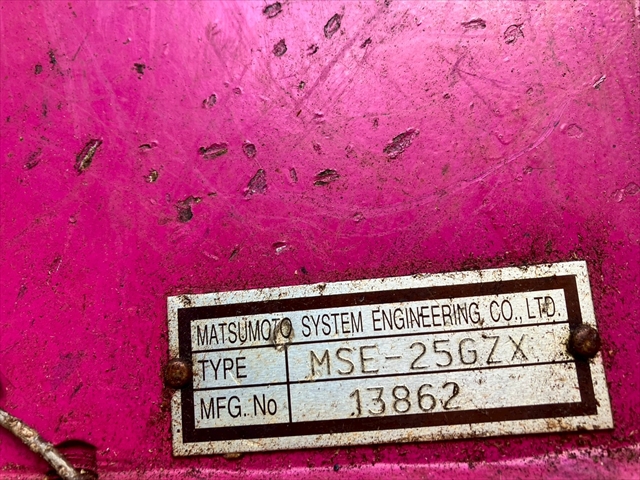 MATSUMOTO SYSTEM ENGINEERING CO., LTD.
TYPE MSE-25GZX
MFG. No 13862